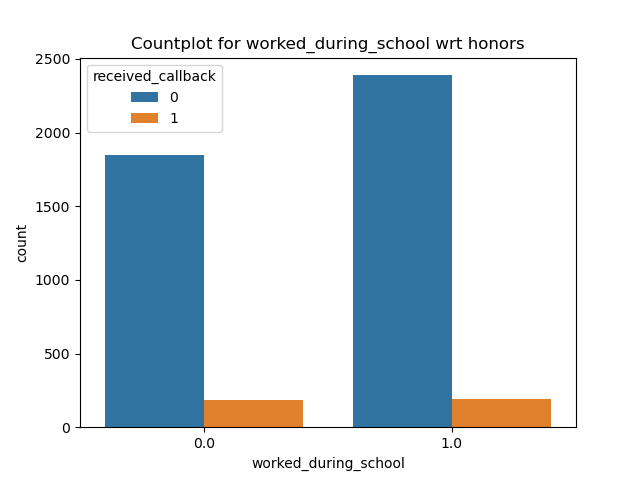 Countplot for worked_during_school wrt honors
received_callback
0
1
2500
2000
1500
1000
500
0
count
0.0
1.0
worked_during_school